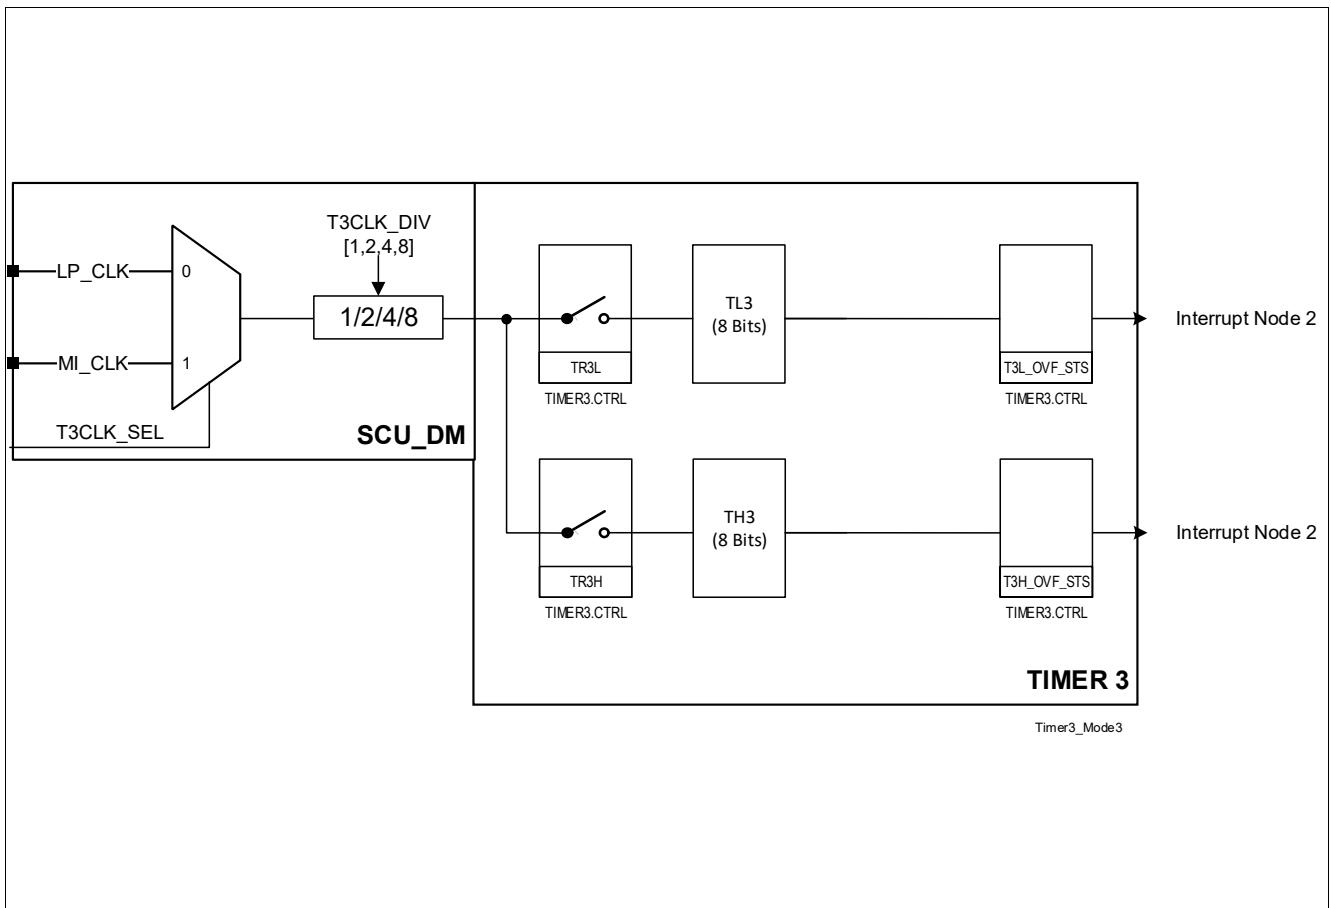 T3CLK_DIV
[1,2,4,8]
LP_CLK
0
1/2/4/8
MI_CLK
1
T3CLK_SEL
SCU_DM
TL3
(8 Bits)
TR3L
TIMER3.CTRL
T3L_OVF_STS
TIMER3.CTRL
Interrupt Node 2
TH3
(8 Bits)
TR3H
TIMER3.CTRL
T3H_OVF_STS
TIMER3.CTRL
Interrupt Node 2
TIMER 3
Timer3_Mode3